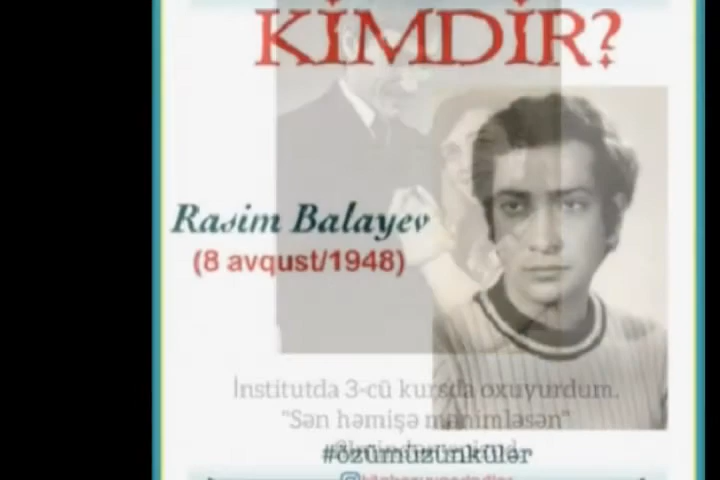 KİMDİR?
Rasim Balayev
(8 avqust/1948)
İnstitutda 3-cü kursda oxuyurdum.
"Sən həmişə mənimləsən"
#özümüzünkülər